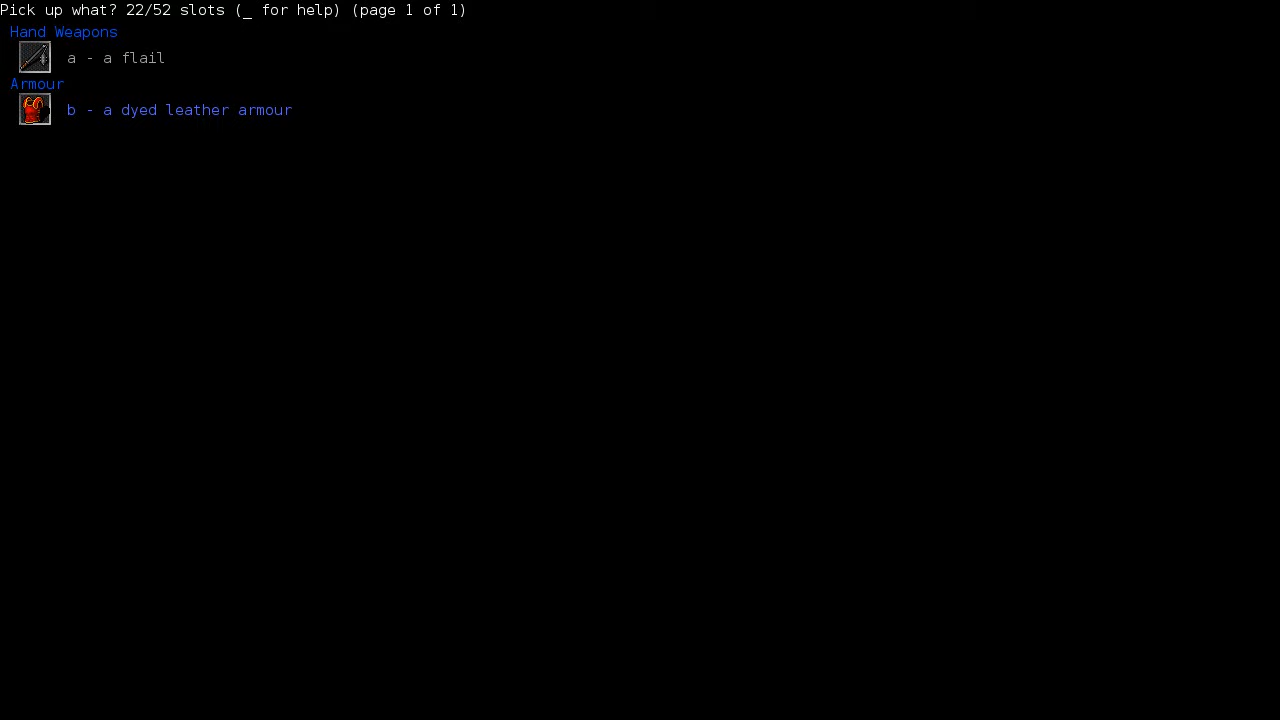 Pick up what? 22/52 slots (_ for help) (page 1 of 1)
Hand Weapons
a - a flail
Armour
b - a dyed leather armour